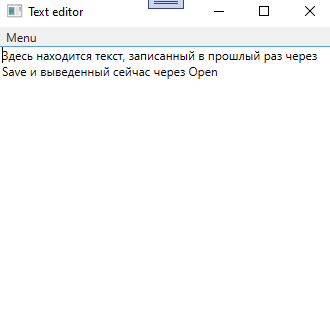 Text editor
Menu
Здесь находится текст, записанный в прошлый раз через
Save и выведенный сейчас через Open